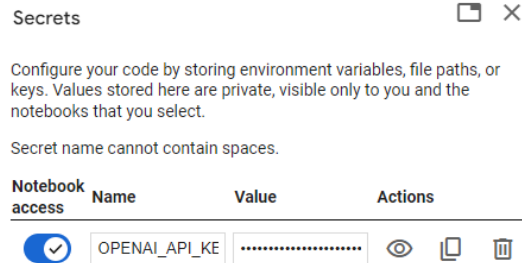 Secrets
Configure your code by storing environment variables, file paths, or
keys. Values stored here are private, visible only to you and the
notebooks that you select.
Secret name cannot contain spaces.
Notebook access Name Value Actions
OPENAI_API_KE ••••••••••••••••••••••